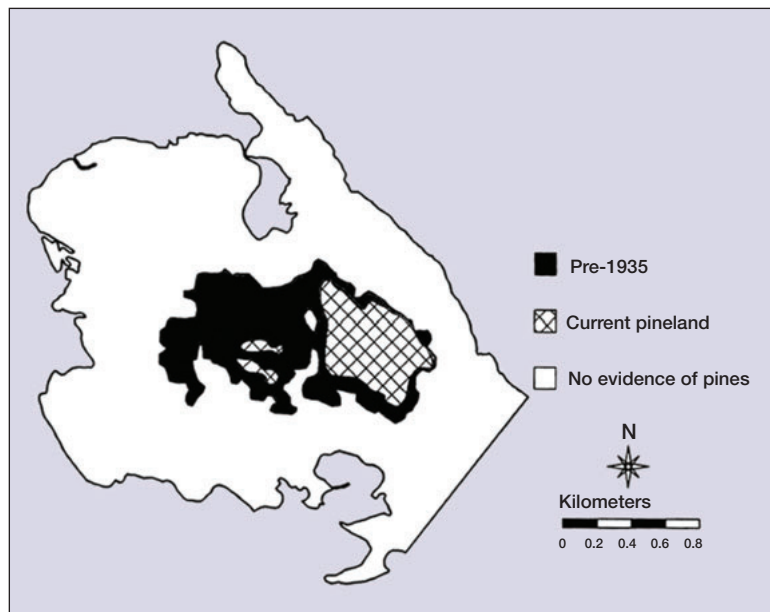 Pre-1935
Current pineland
No evidence of pines
N
Kilometers
0 0.2 0.4 0.6 0.8